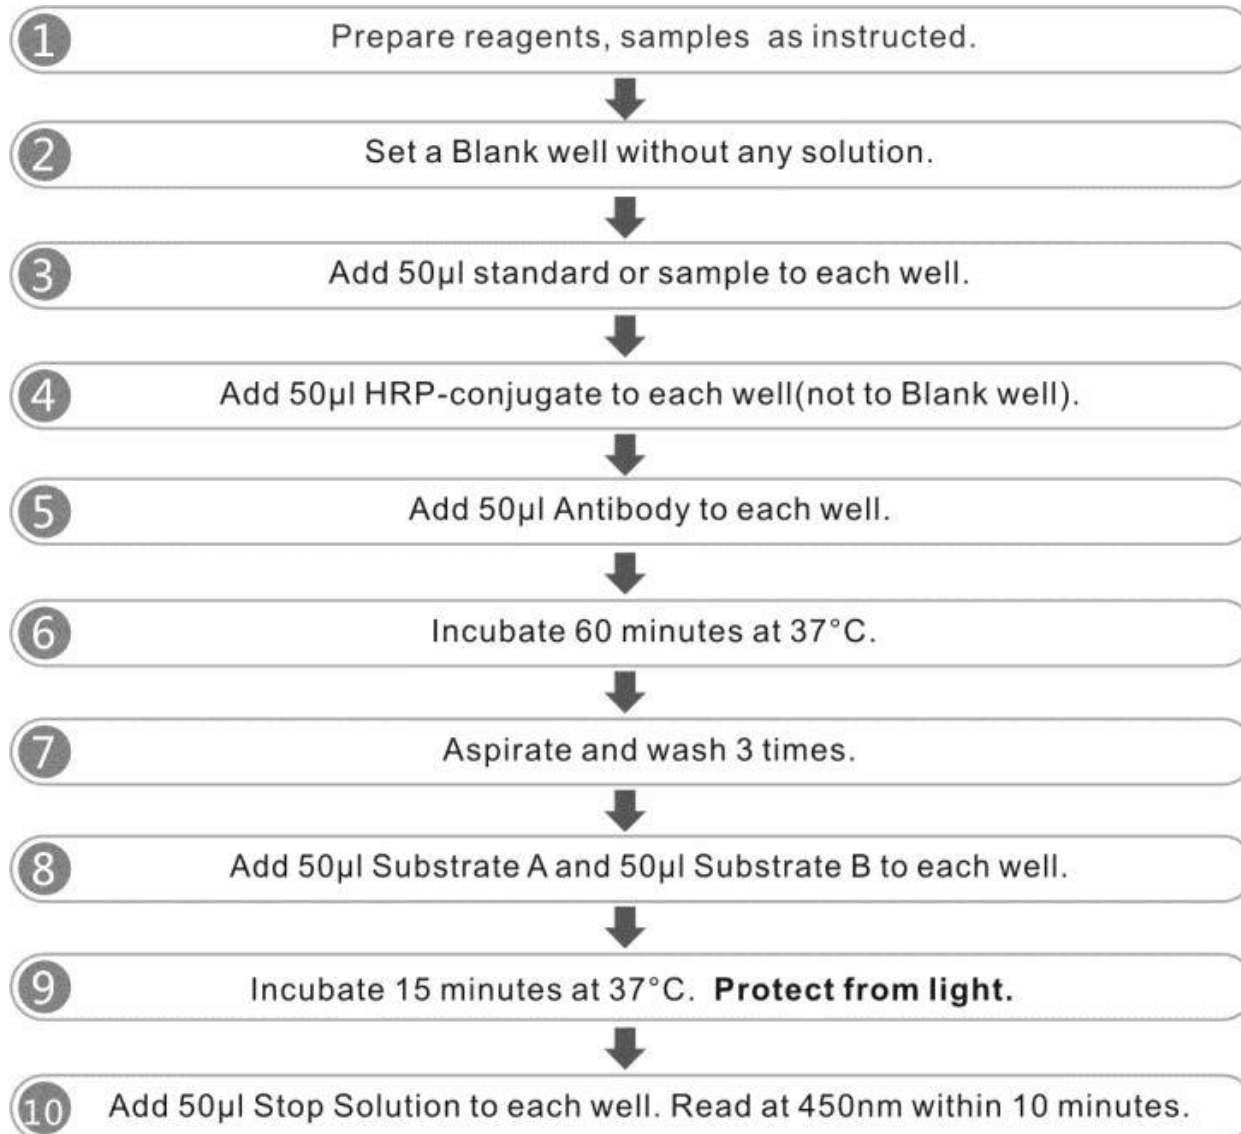 1 Prepare reagents, samples as instructed.
2 Set a Blank well without any solution.
3 Add 50µl standard or sample to each well.
4 Add 50µl HRP-conjugate to each well(not to Blank well).
5 Add 50µl Antibody to each well.
6 Incubate 60 minutes at 37°C.
7 Aspirate and wash 3 times.
8 Add 50µl Substrate A and 50µl Substrate B to each well.
9 Incubate 15 minutes at 37°C. Protect from light.
10 Add 50µl Stop Solution to each well. Read at 450nm within 10 minutes.